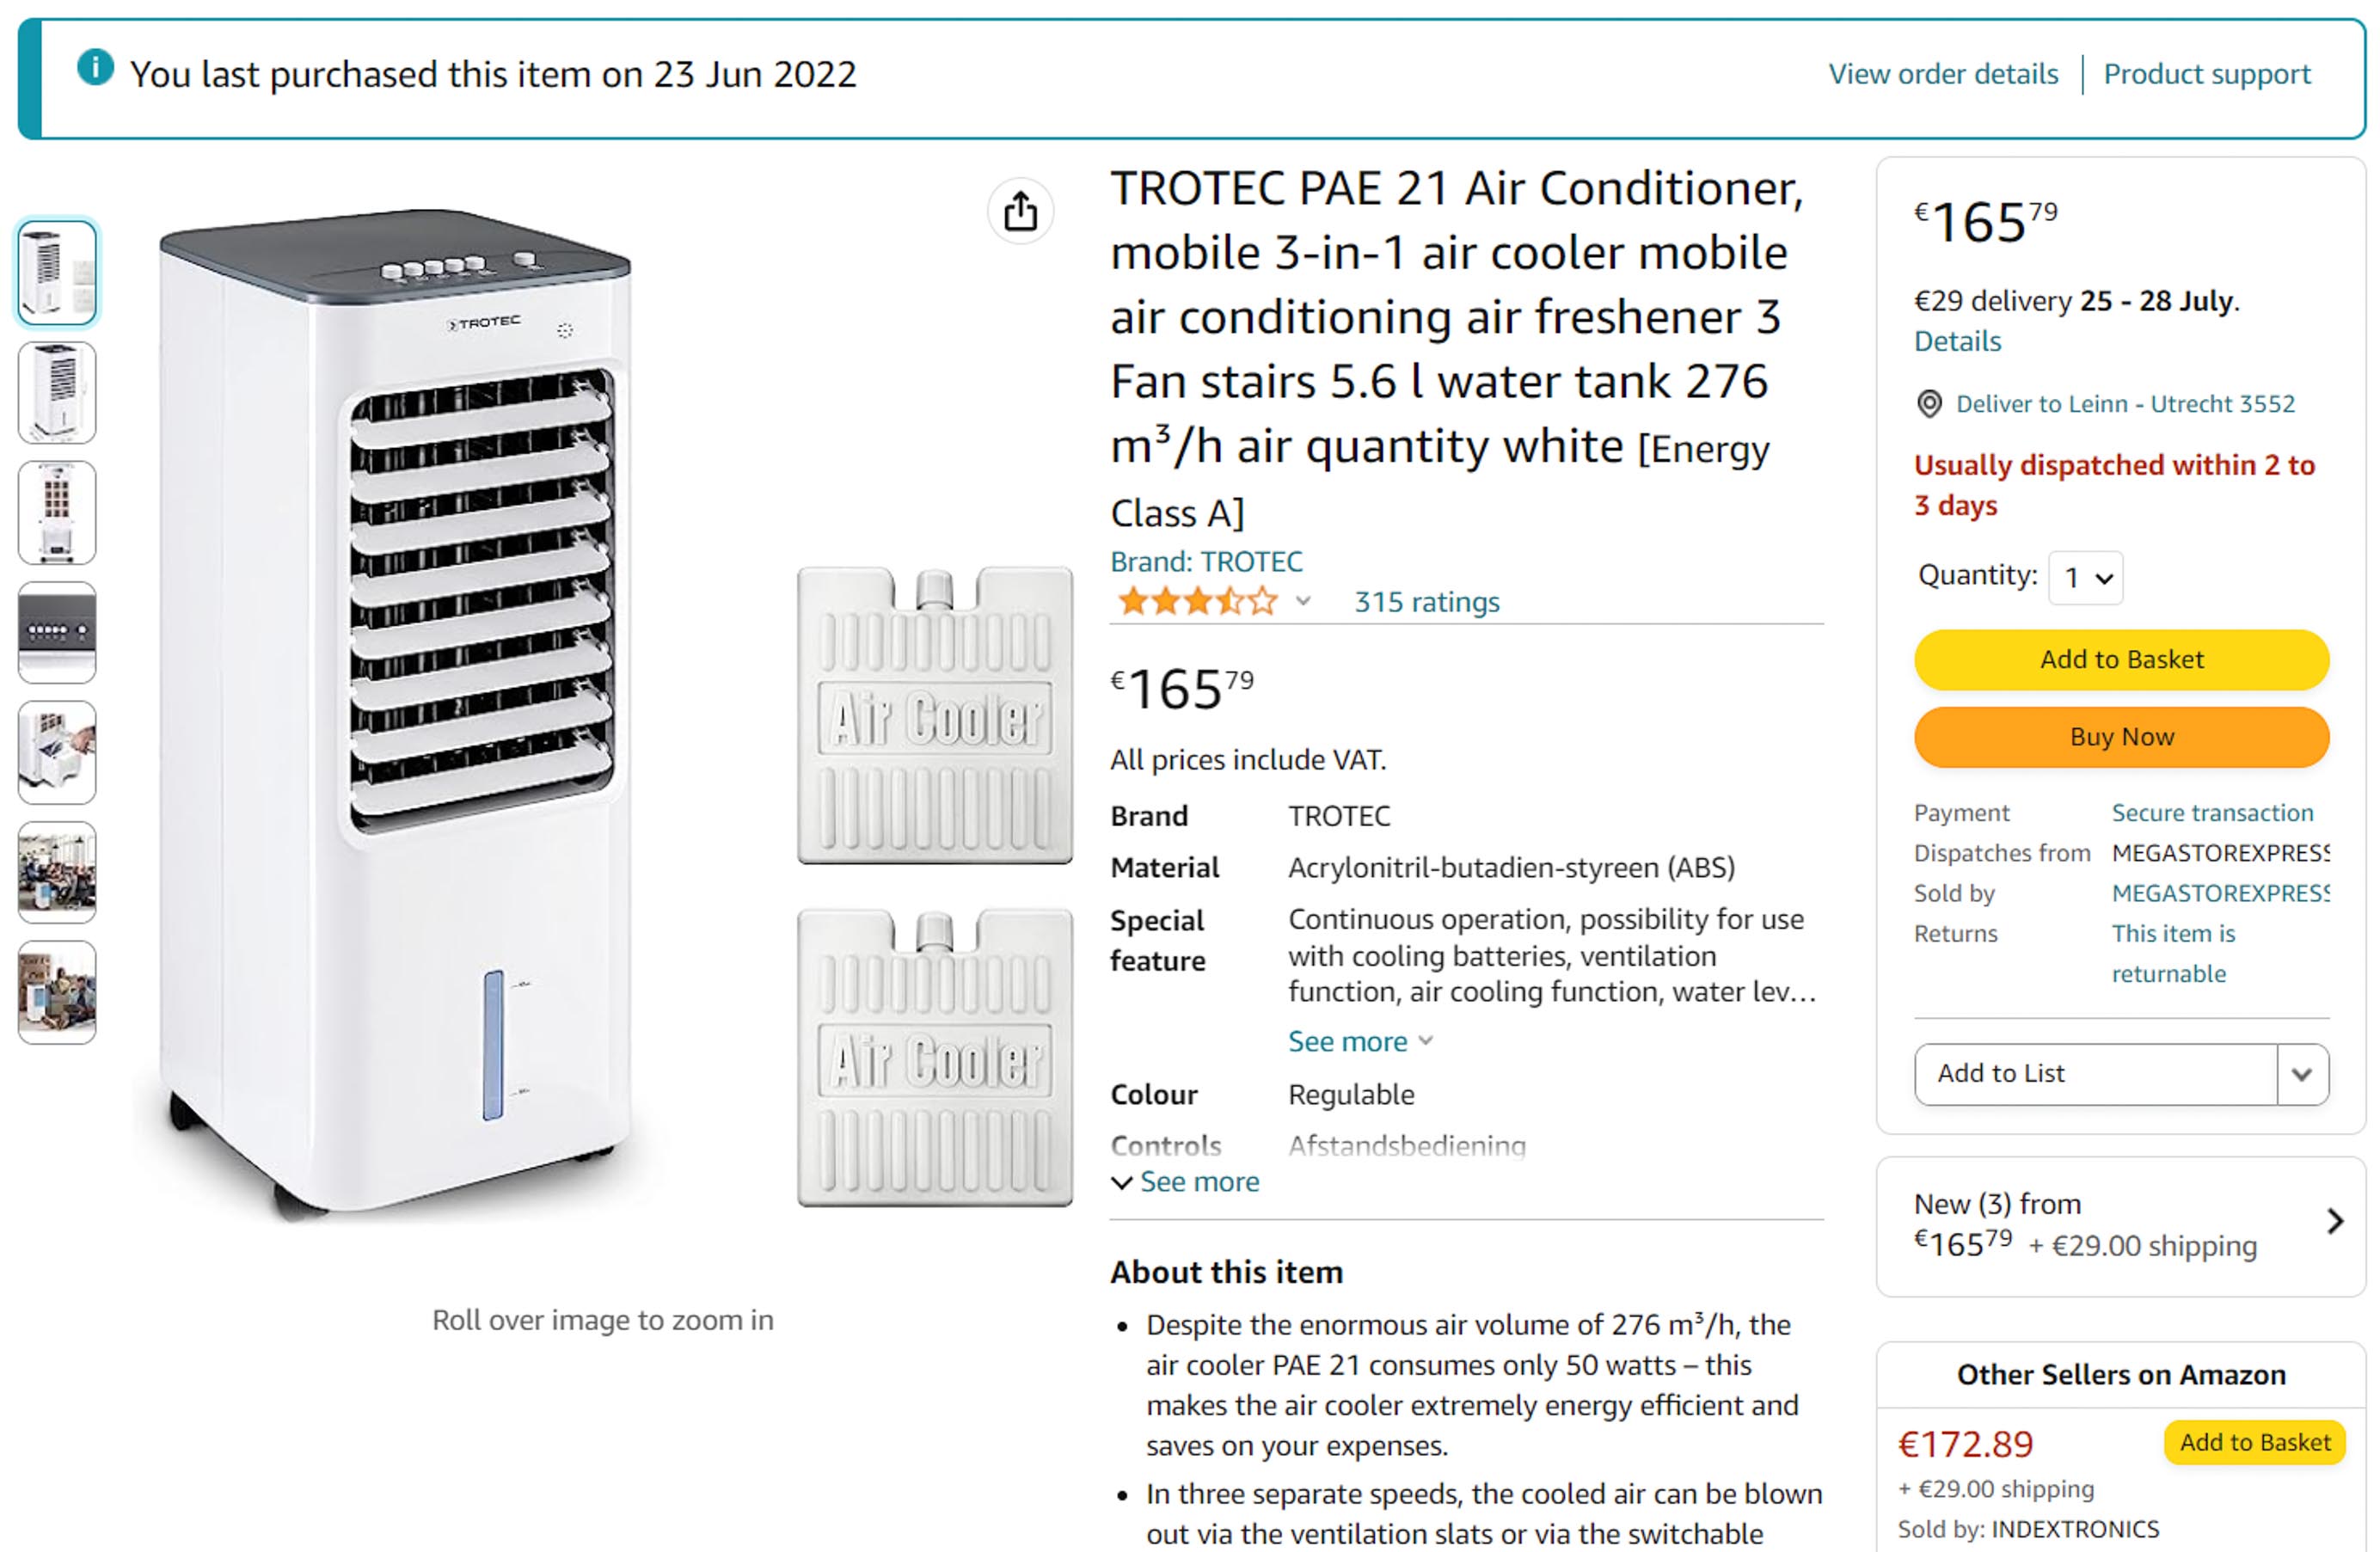 You last purchased this item on 23 Jun 2022
View order details
Product support
TROTEC
Air Cooler
Air Cooler
Roll over image to zoom in
TROTEC PAE 21 Air Conditioner,
mobile 3-in-1 air cooler mobile
air conditioning air freshener 3
Fan stairs 5.6 l water tank 276
m³/h air quantity white [Energy
Class A]
Brand: TROTEC
315 ratings
€165⁷⁹
All prices include VAT.
Brand TROTEC
Material Acrylonitril-butadien-styreen (ABS)
Special feature Continuous operation, possibility for use
with cooling batteries, ventilation
function, air cooling function, water lev…
See more
Colour Regulable
Controls Afstandsbediening
See more
About this item
• Despite the enormous air volume of 276 m³/h, the
air cooler PAE 21 consumes only 50 watts – this
makes the air cooler extremely energy efficient and
saves on your expenses.
• In three separate speeds, the cooled air can be blown
out via the ventilation slats or via the switchable
€165⁷⁹
€29 delivery 25 - 28 July.
Details
Deliver to Leinn - Utrecht 3552
Usually dispatched within 2 to
3 days
Quantity: 1
Add to Basket
Buy Now
Payment Secure transaction
Dispatches from MEGASTOREXPRESS
Sold by MEGASTOREXPRESS
Returns This item is
returnable
Add to List
New (3) from
€165⁷⁹ + €29.00 shipping
Other Sellers on Amazon
€172.89
Add to Basket
+ €29.00 shipping
Sold by: INDEXTRONICS